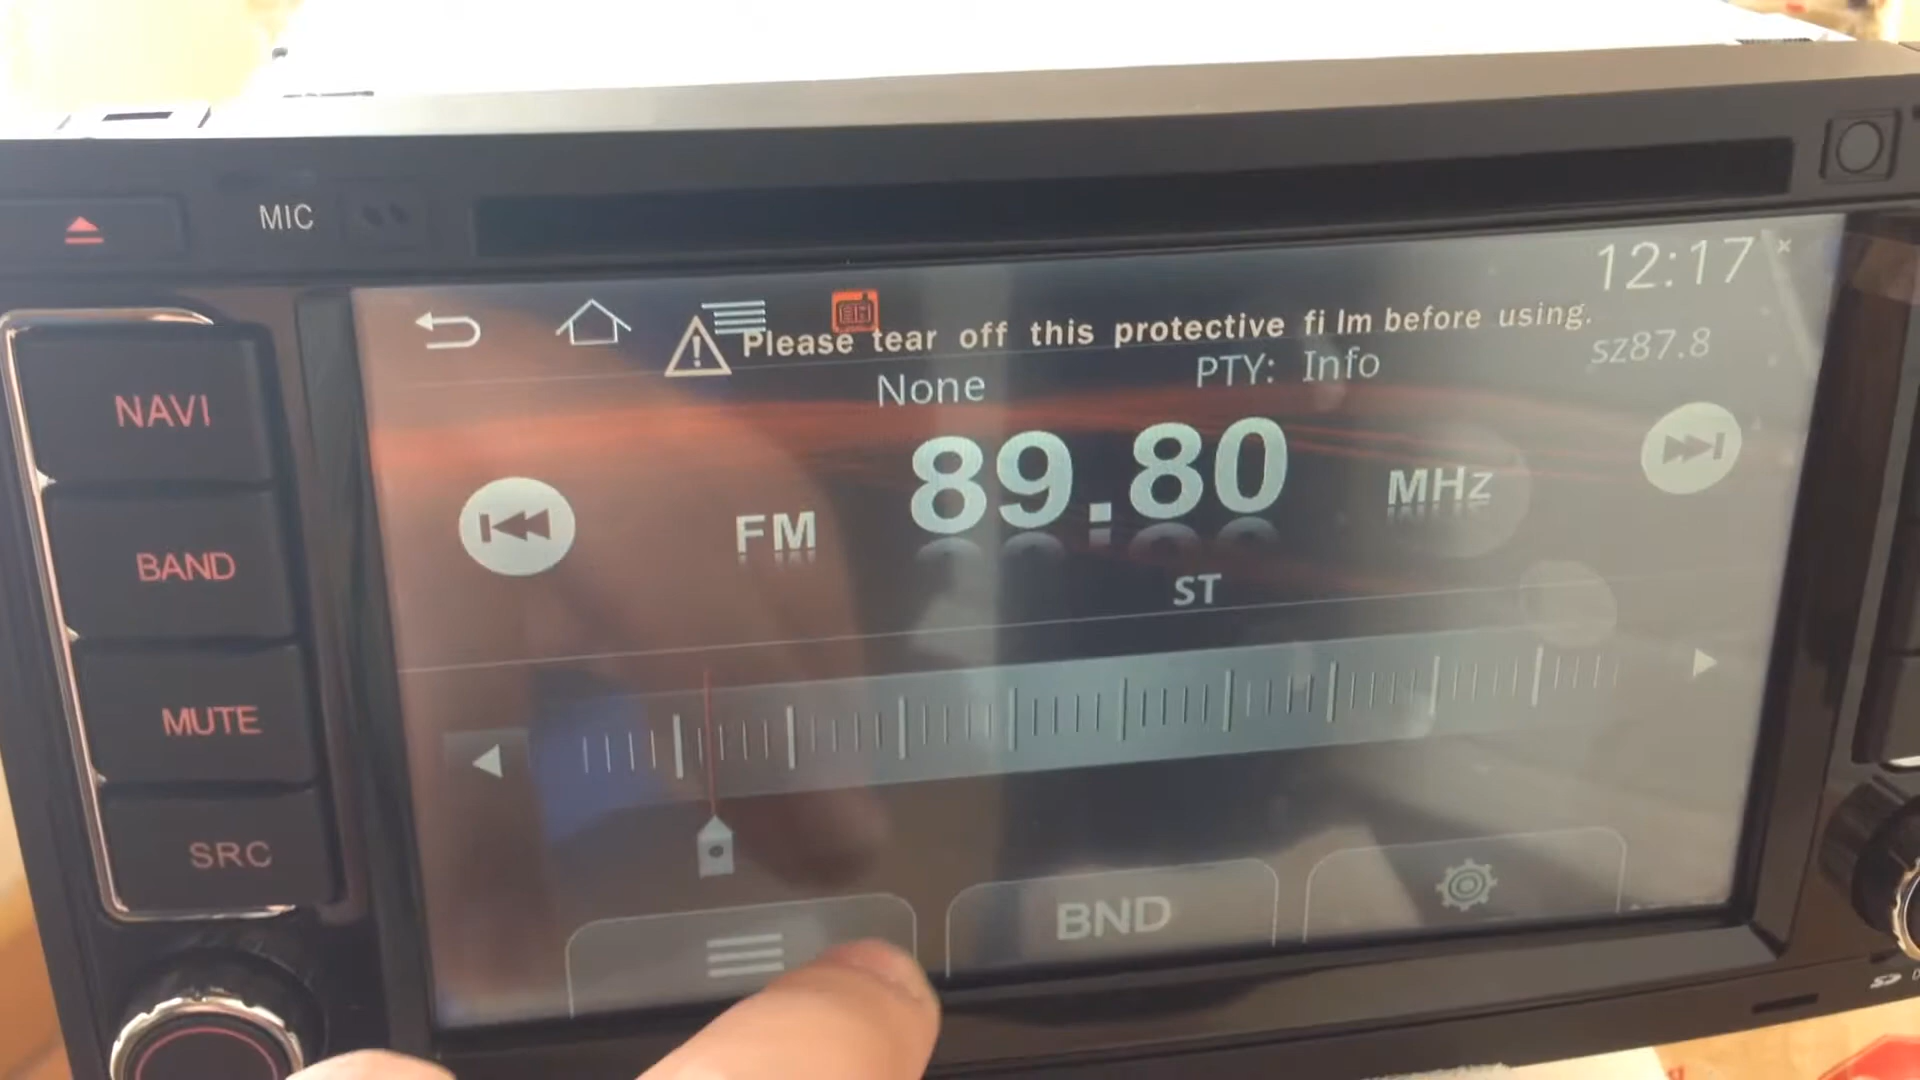 MIC
12:17
Please tear off this protective film before using.
sz87.8
None
PTY: Info
NAVI
89.80
MHz
FM
BAND
ST
MUTE
SRC
BND